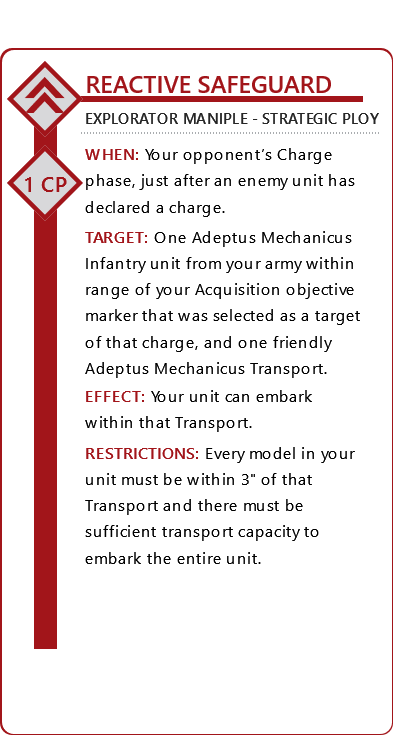 REACTIVE SAFEGUARD
EXPLORATOR MANIPLE - STRATEGIC PLOY
1 CP
WHEN: Your opponent's Charge
phase, just after an enemy unit has
declared a charge.
TARGET: One Adeptus Mechanicus
Infantry unit from your army within
range of your Acquisition objective
marker that was selected as a target
of that charge, and one friendly
Adeptus Mechanicus Transport.
EFFECT: Your unit can embark
within that Transport.
RESTRICTIONS: Every model in your
unit must be within 3" of that
Transport and there must be
sufficient transport capacity to
embark the entire unit.